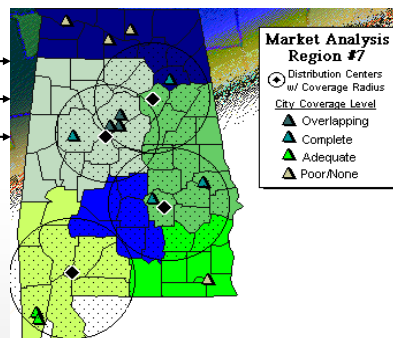 Market Analysis
Region #7
Distribution Centers
w/ Coverage Radius
City Coverage Level
Overlapping
Complete
Adequate
Poor/None